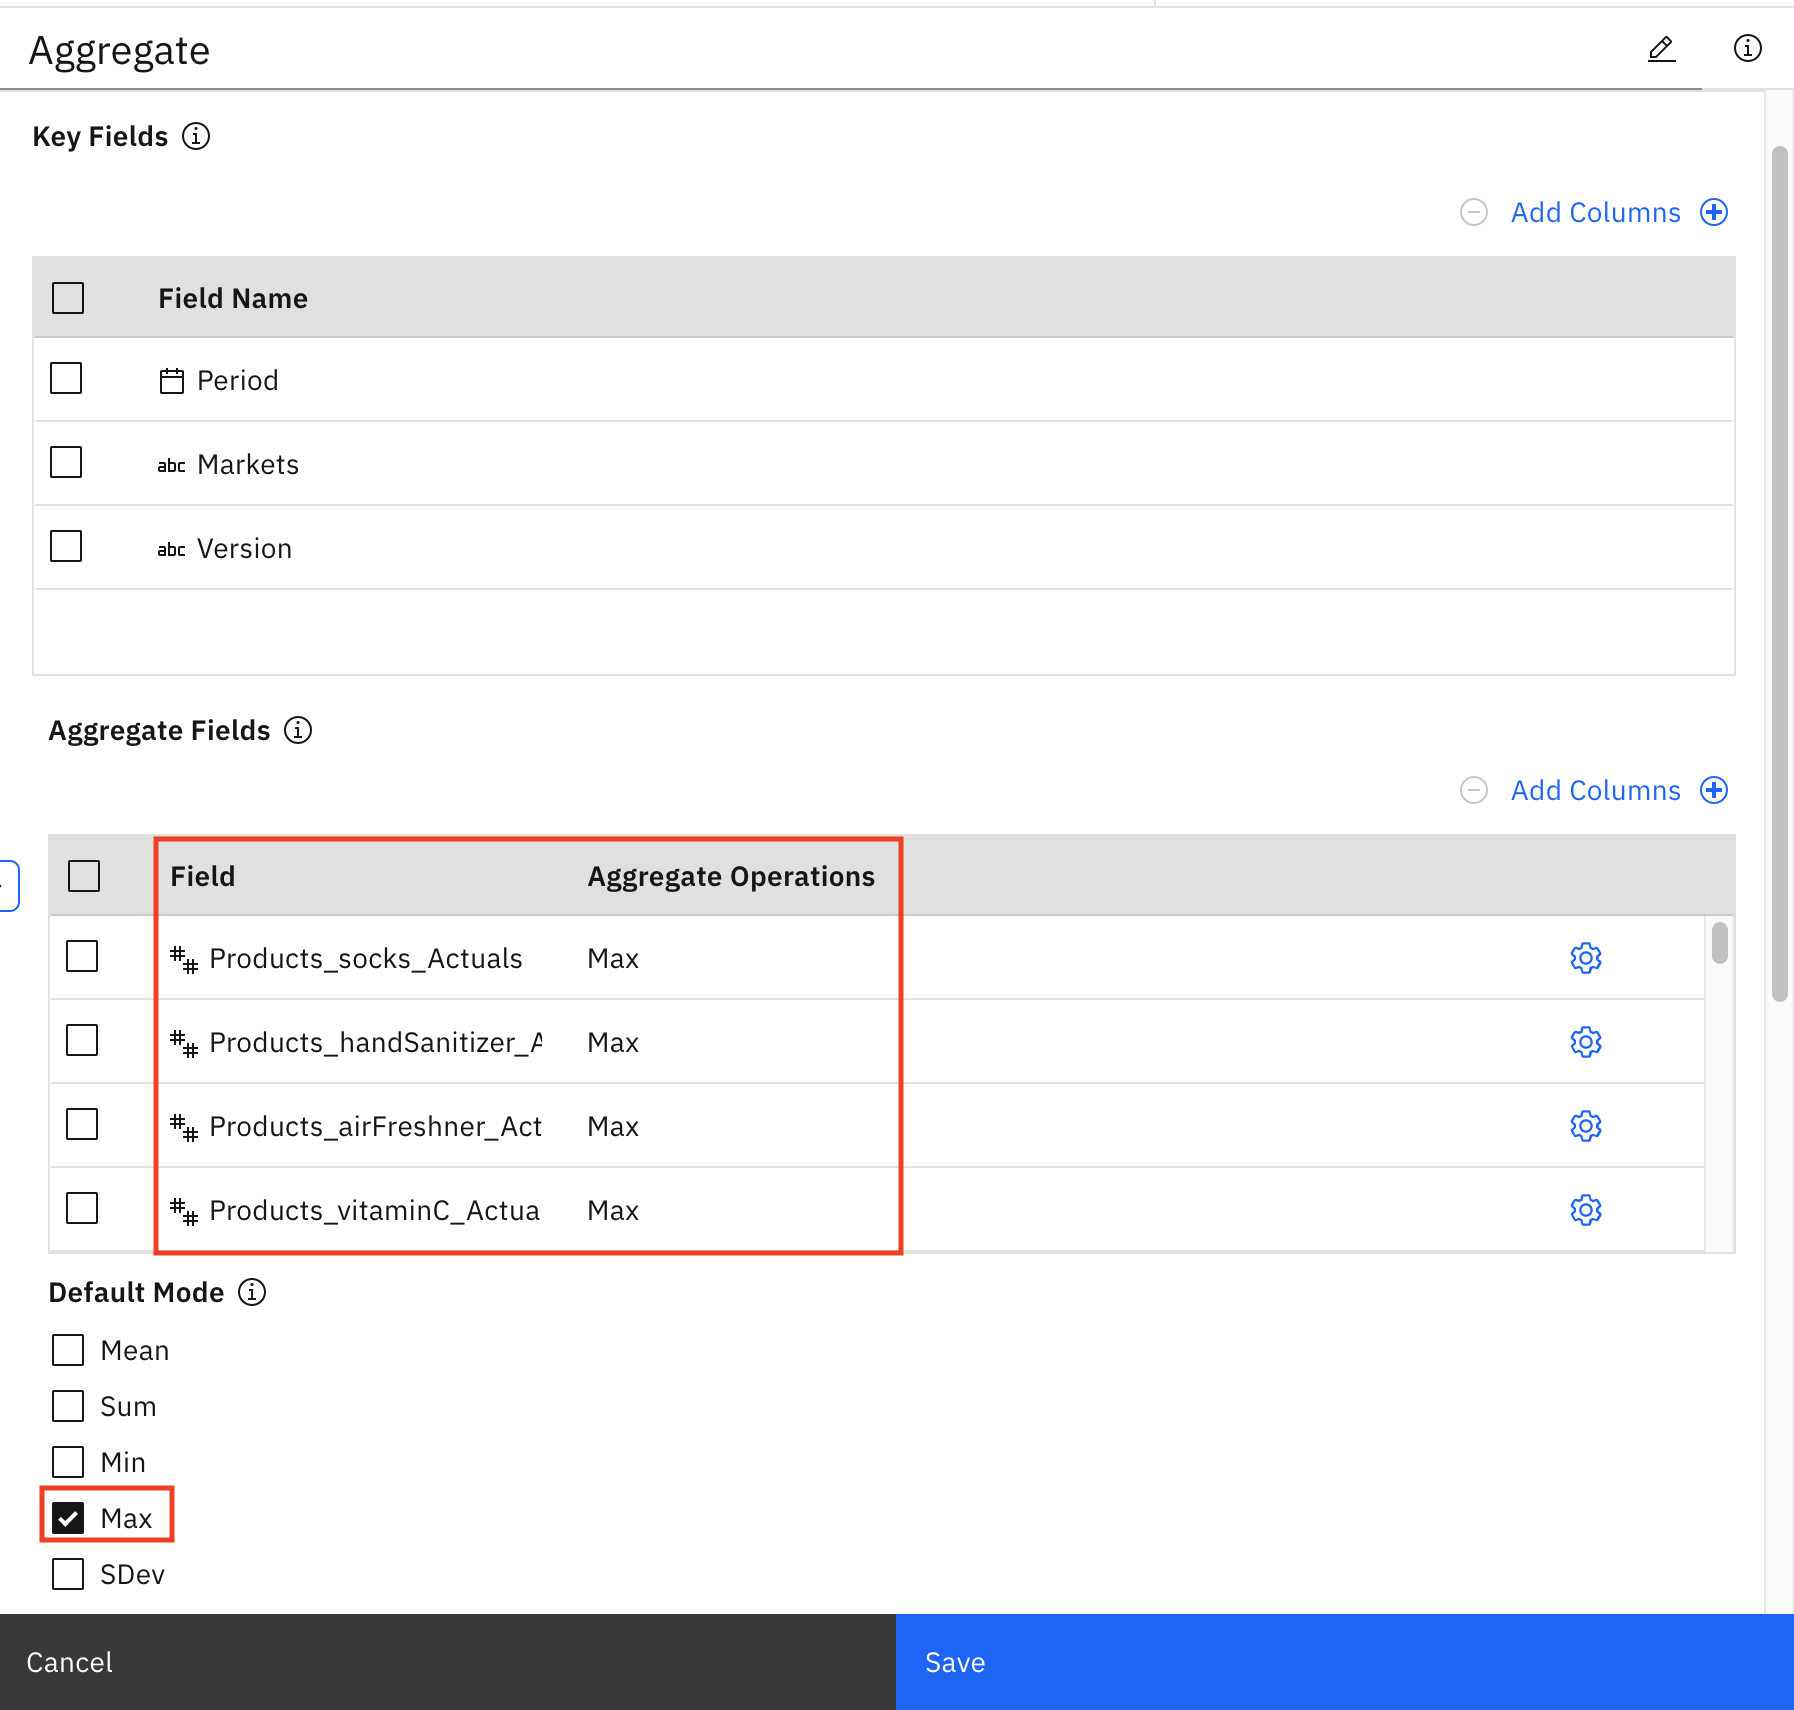 Aggregate
Key Fields
Add Columns
Field Name
Period
abc Markets
abc Version
Aggregate Fields
Add Columns
Field Aggregate Operations
Products_socks_Actuals Max
Products_handSanitizer_A Max
Products_airFreshner_Act Max
Products_vitaminC_Actua Max
Default Mode
Mean
Sum
Min
Max
SDev
Cancel Save